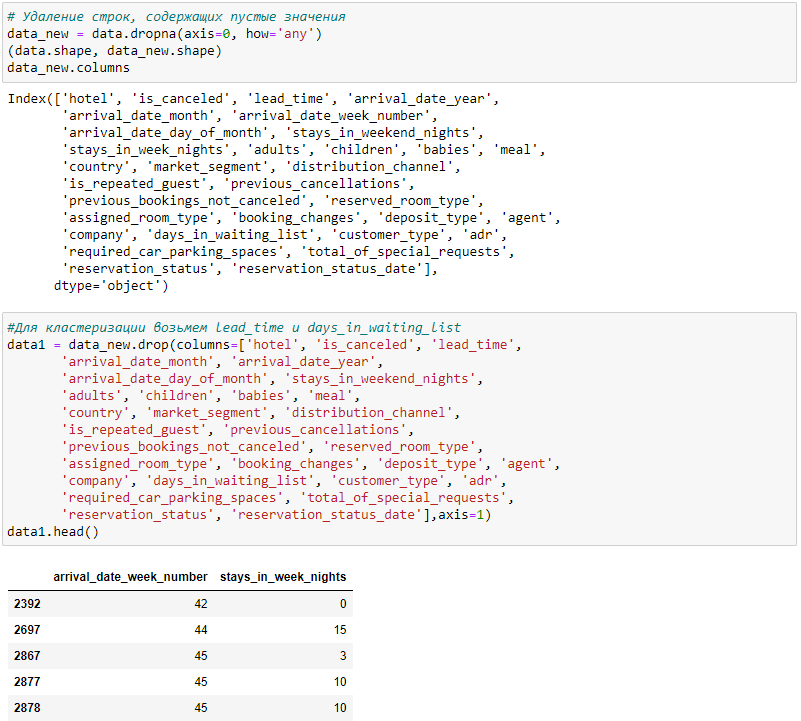 # Удаление строк, содержащих пустые значения
data_new = data.dropna(axis=0, how='any')
(data.shape, data_new.shape)
data_new.columns
Index(['hotel', 'is_canceled', 'lead_time', 'arrival_date_year',
'arrival_date_month', 'arrival_date_week_number',
'arrival_date_day_of_month', 'stays_in_weekend_nights',
'stays_in_week_nights', 'adults', 'children', 'babies', 'meal',
'country', 'market_segment', 'distribution_channel',
'is_repeated_guest', 'previous_cancellations',
'previous_bookings_not_canceled', 'reserved_room_type',
'assigned_room_type', 'booking_changes', 'deposit_type', 'agent',
'company', 'days_in_waiting_list', 'customer_type', 'adr',
'required_car_parking_spaces', 'total_of_special_requests',
'reservation_status', 'reservation_status_date'],
dtype='object')
#Для кластеризации возьмем lead_time и days_in_waiting_list
data1 = data_new.drop(columns=['hotel', 'is_canceled', 'lead_time',
'arrival_date_month', 'arrival_date_year',
'arrival_date_day_of_month', 'stays_in_weekend_nights',
'adults', 'children', 'babies', 'meal',
'country', 'market_segment', 'distribution_channel',
'is_repeated_guest', 'previous_cancellations',
'previous_bookings_not_canceled', 'reserved_room_type',
'assigned_room_type', 'booking_changes', 'deposit_type', 'agent',
'company', 'days_in_waiting_list', 'customer_type', 'adr',
'required_car_parking_spaces', 'total_of_special_requests',
'reservation_status', 'reservation_status_date'],axis=1)
data1.head()
arrival_date_week_number stays_in_week_nights
2392 42 0
2697 44 15
2867 45 3
2877 45 10
2878 45 10